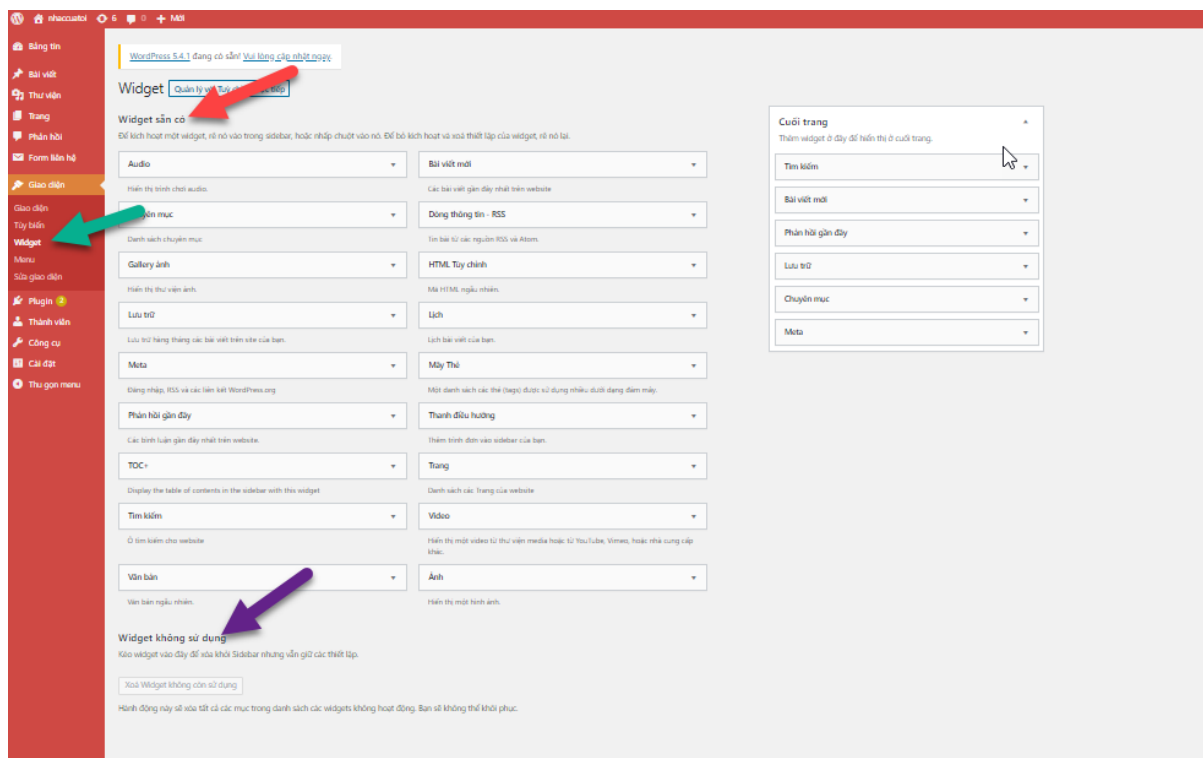 nhaccuatoi 6 0 + Mới
Bảng tin
Bài viết
Thư viện
Trang
Phản hồi
Form liên hệ
Giao diện
Giao diện
Tùy biến
Widget
Menu
Sửa giao diện
Plugin 2
Thành viên
Công cụ
Cài đặt
Thu gọn menu
WordPress 5.4.1 đang có sẵn! Vui lòng cập nhật ngay.
Widget Quản lý với Tuỳ tiếp
Widget sẵn có
Để kích hoạt một widget, rê nó vào trong sidebar, hoặc nhấp chuột vào nó. Để bỏ kích hoạt và xoá thiết lập của widget, rê nó lại.
Audio
Hiển thị trình chơi audio.
Bài viết mới
Các bài viết gần đây nhất trên website
mục
Danh sách chuyên mục
Dòng thông tin - RSS
Tin bài từ các nguồn RSS và Atom.
Gallery ảnh
Hiển thị thư viện ảnh.
HTML Tùy chỉnh
Mã HTML ngẫu nhiên.
Lưu trữ
Lưu trữ hàng tháng các bài viết trên site của bạn.
Lịch
Lịch bài viết của bạn.
Meta
Đăng nhập, RSS và các liên kết WordPress.org
Mây Thẻ
Một danh sách các thẻ (tags) được sử dụng nhiều dưới dạng đám mây.
Phản hồi gần đây
Các bình luận gần đây nhất trên website.
Thanh điều hướng
Thêm trình đơn vào sidebar của bạn.
TOC+
Display the table of contents in the sidebar with this widget
Trang
Danh sách các Trang của website
Tìm kiếm
Ô tìm kiếm cho website
Video
Hiển thị một video từ thư viện media hoặc từ YouTube, Vimeo, hoặc nhà cung cấp
khác.
Văn bản
Văn bản ngẫu nhiên.
Ảnh
Hiển thị một hình ảnh.
Widget không sử dụng
Kéo widget vào đây để xóa khỏi Sidebar nhưng vẫn giữ các thiết lập.
Xoá Widget không còn sử dụng
Hành động này sẽ xóa tất cả các mục trong danh sách các widgets không hoạt động. Bạn sẽ không thể khôi phục.
Cuối trang
Thêm widget ở đây để hiển thị ở cuối trang.
Tìm kiếm
Bài viết mới
Phản hồi gần đây
Lưu trữ
Chuyên mục
Meta